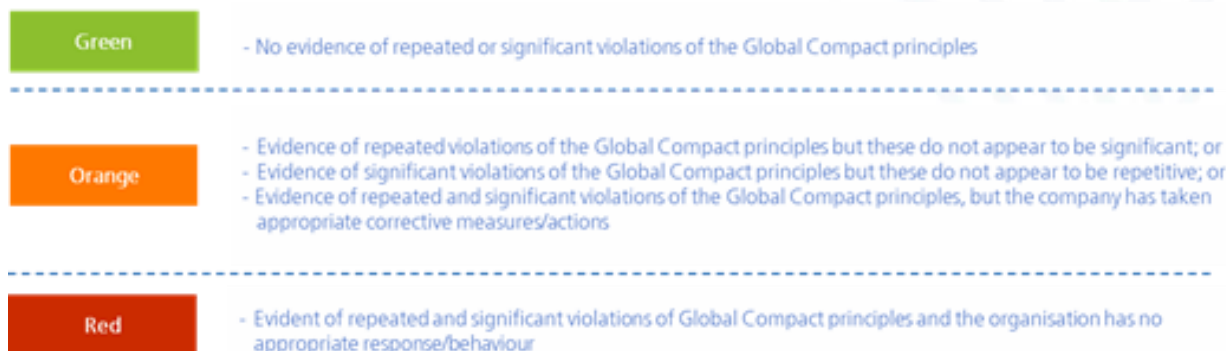 Green
- No evidence of repeated or significant violations of the Global Compact principles
Orange
- Evidence of repeated violations of the Global Compact principles but these do not appear to be significant; or
- Evidence of significant violations of the Global Compact principles but these do not appear to be repetitive; or
- Evidence of repeated and significant violations of the Global Compact principles, but the company has taken
appropriate corrective measures/actions
Red
- Evident of repeated and significant violations of Global Compact principles and the organisation has no
appropriate response/behaviour